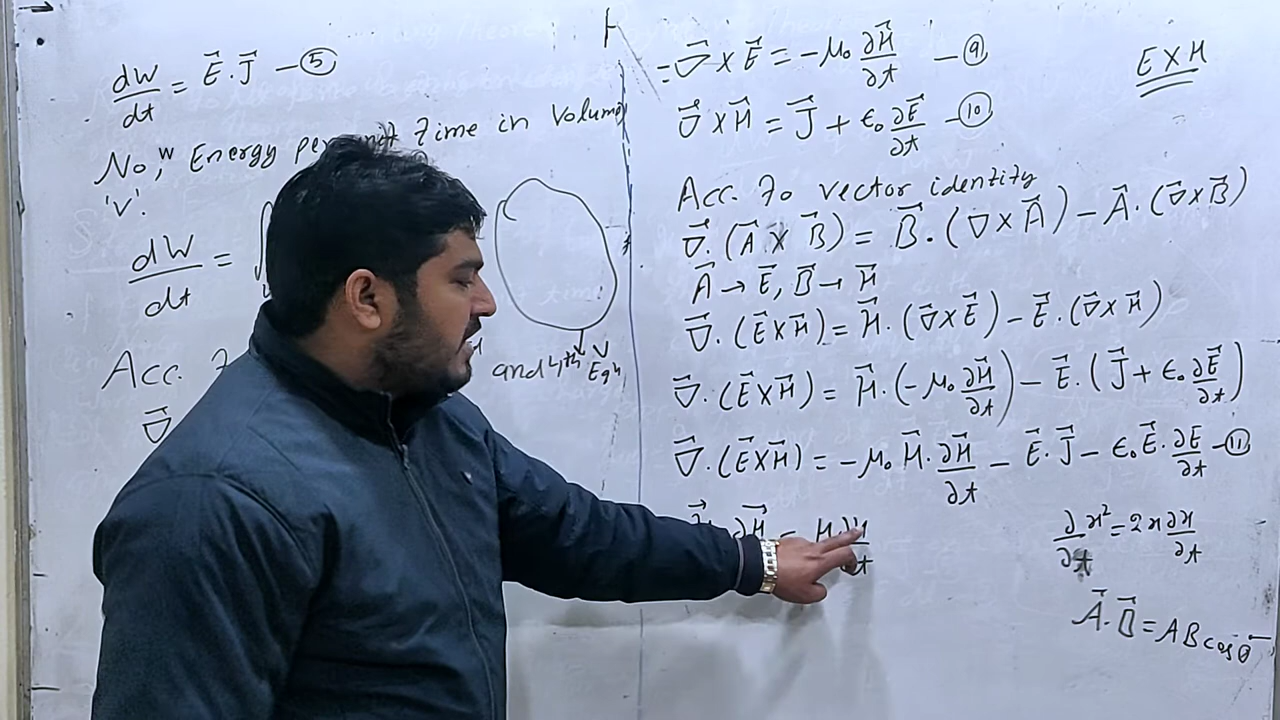 dW/dt = E⃗.J⃗ —⑤
No, w Energy per unit time in Volume
'V'.
dW/dt = ∫
V
and 4th Eqn
Acc.
∇⃗
= ∇⃗ × E⃗ = -μ₀ ∂H⃗/∂t —⑨
∇⃗ × H⃗ = J⃗ + ϵ₀ ∂E⃗/∂t —⑩
E × H
Acc. to vector identity
∇⃗.(A⃗ × B⃗) = B⃗.(∇ × A⃗) - A⃗.(∇⃗ × B⃗)
A⃗ → E⃗, B⃗ → H⃗
∇⃗.(E⃗ × H⃗) = H⃗.(∇⃗ × E⃗) - E⃗.(∇⃗ × H⃗)
∇⃗.(E⃗ × H⃗) = H⃗.(-μ₀ ∂H⃗/∂t) - E⃗.(J⃗ + ϵ₀ ∂E⃗/∂t)
∇⃗.(E⃗ × H⃗) = -μ₀ H⃗.∂H⃗/∂t - E⃗.J⃗ - ϵ₀ E⃗.∂E/∂t —⑪
∂H⃗ = H ∂H/∂t
∂/∂t x² = 2x ∂x/∂t
A⃗.B⃗ = AB cosθ